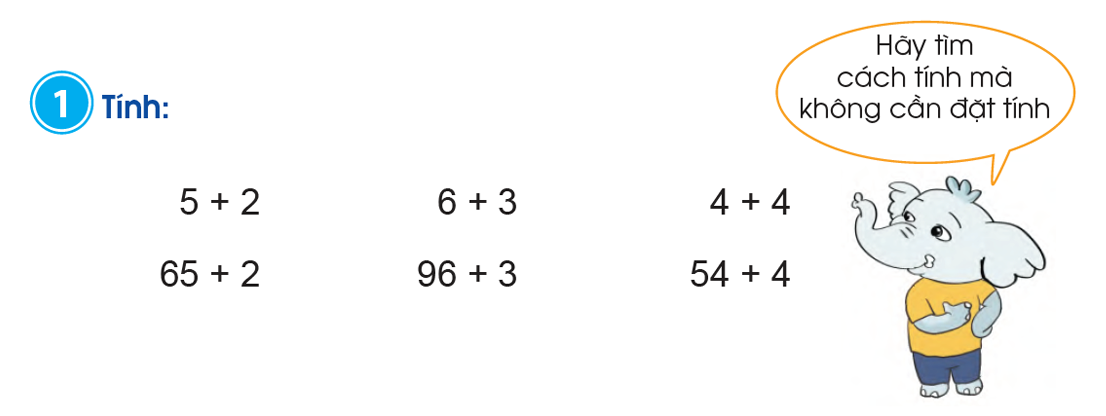 Hãy tìm
cách tính mà
không cần đặt tính
1 Tính:
5 + 2 6 + 3 4 + 4
65 + 2 96 + 3 54 + 4